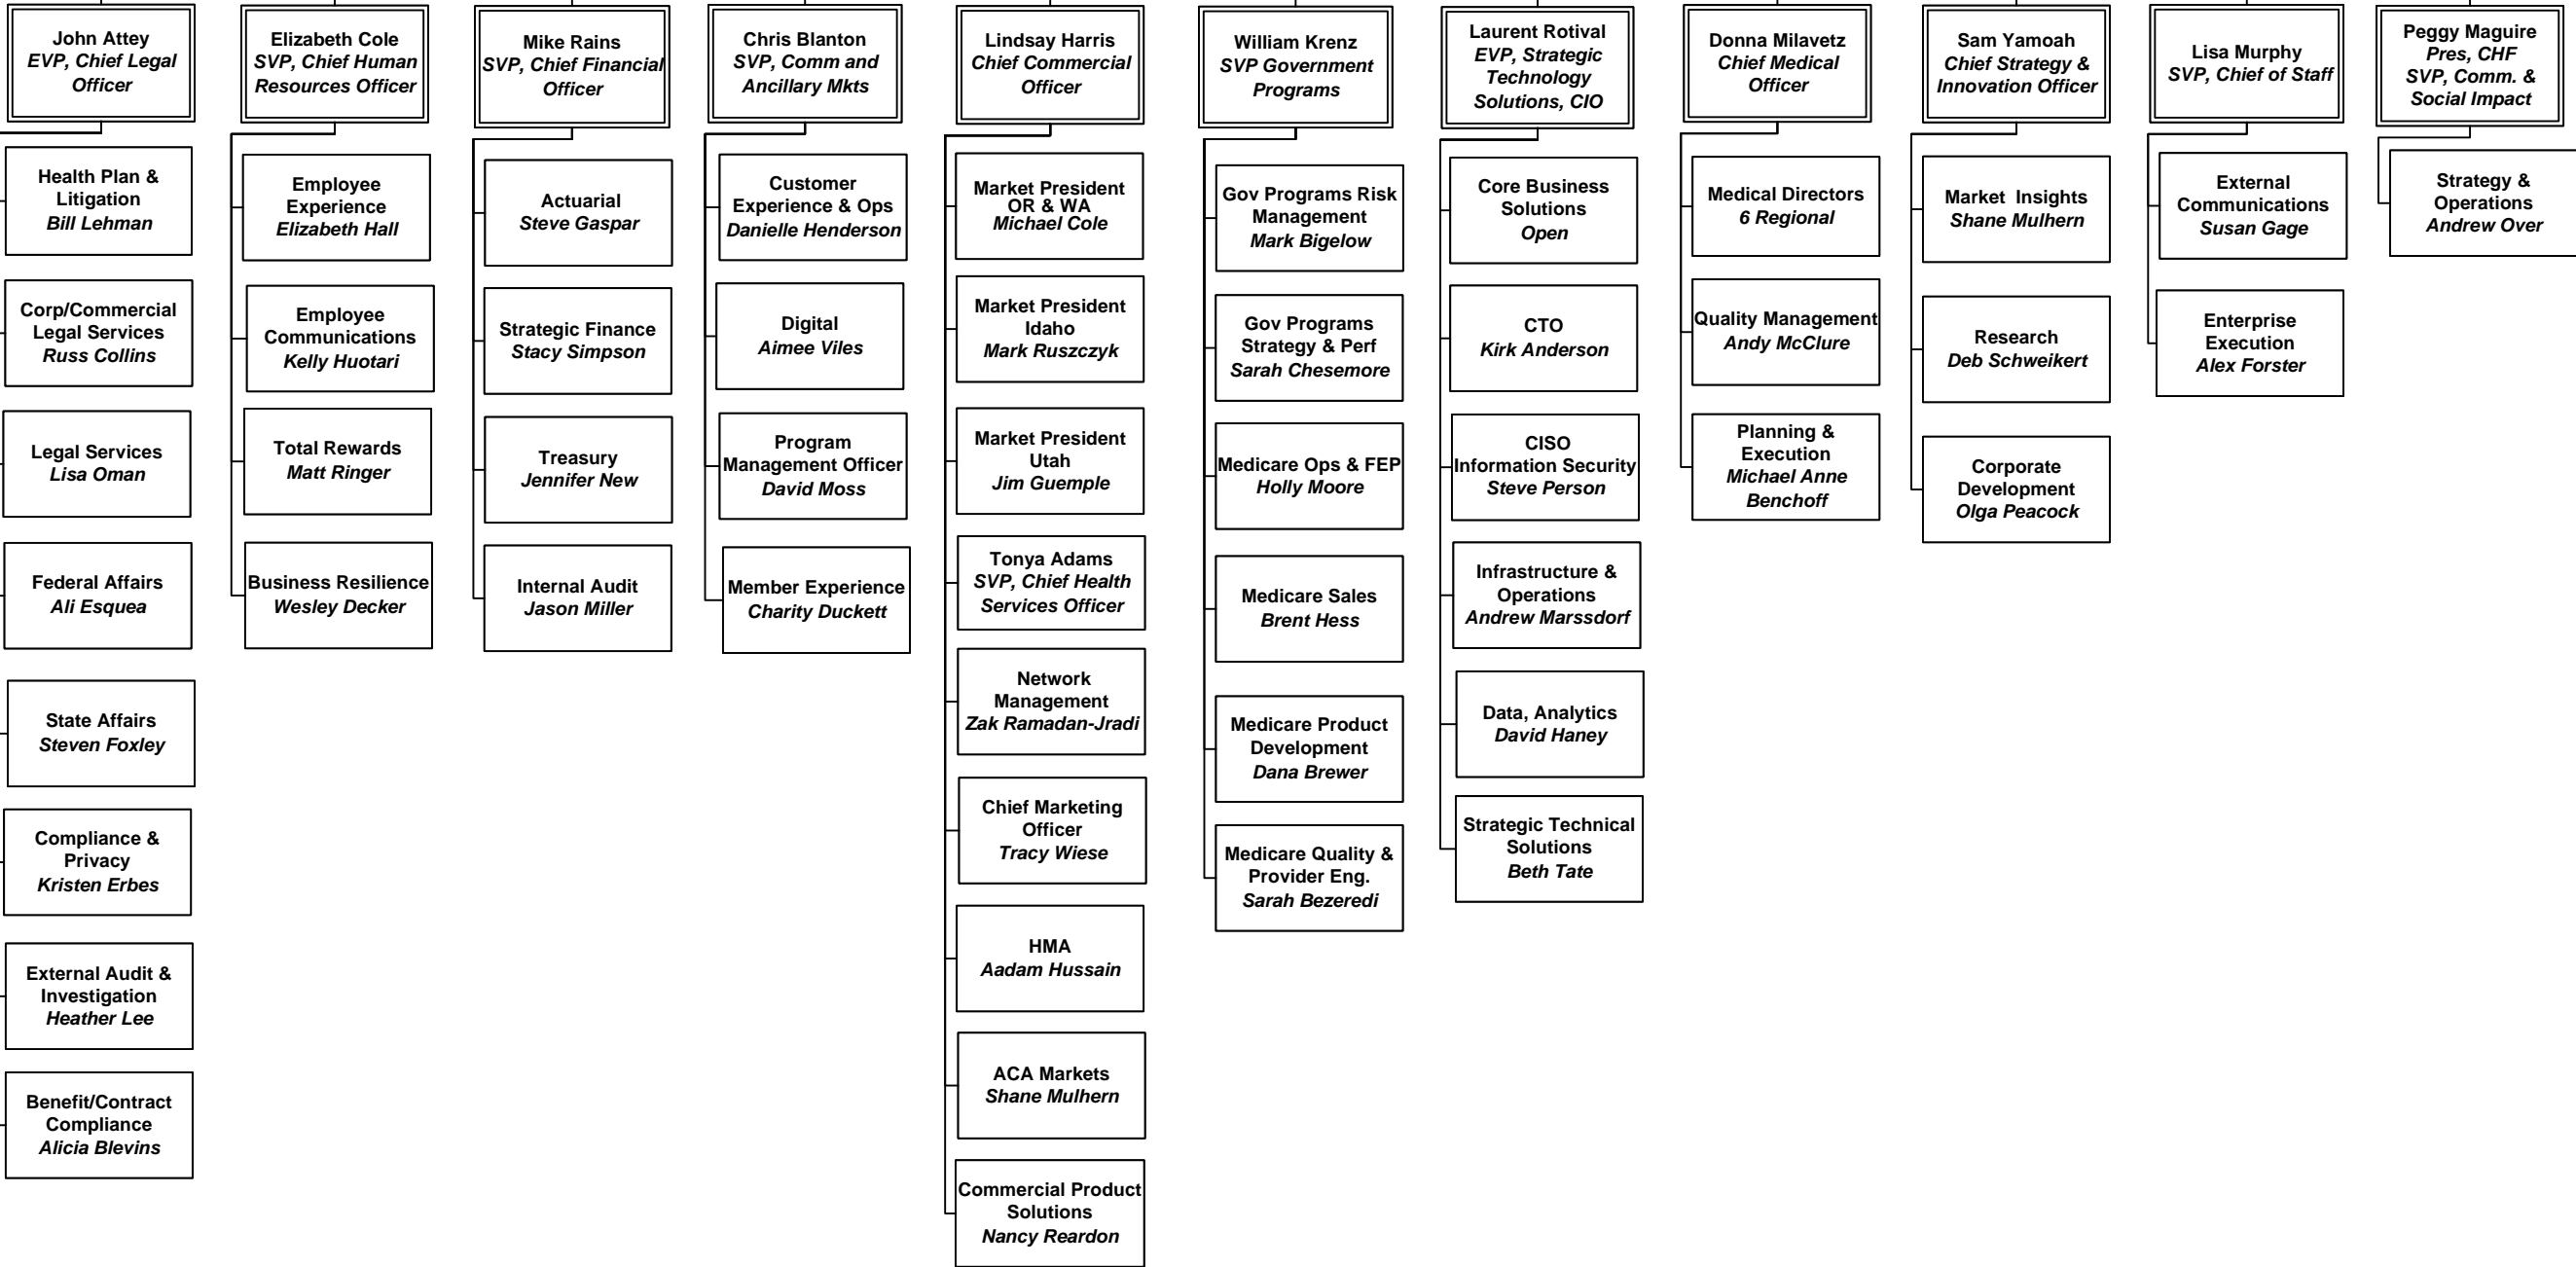 John Attey
EVP, Chief Legal
Officer
Health Plan &
Litigation
Bill Lehman
Corp/Commercial
Legal Services
Russ Collins
Legal Services
Lisa Oman
Federal Affairs
Ali Esquea
State Affairs
Steven Foxley
Compliance &
Privacy
Kristen Erbes
External Audit &
Investigation
Heather Lee
Benefit/Contract
Compliance
Alicia Blevins
Elizabeth Cole
SVP, Chief Human
Resources Officer
Employee
Experience
Elizabeth Hall
Employee
Communications
Kelly Huotari
Total Rewards
Matt Ringer
Business Resilience
Wesley Decker
Mike Rains
SVP, Chief Financial
Officer
Actuarial
Steve Gaspar
Strategic Finance
Stacy Simpson
Treasury
Jennifer New
Internal Audit
Jason Miller
Chris Blanton
SVP, Comm and
Ancillary Mkts
Customer
Experience & Ops
Danielle Henderson
Digital
Aimee Viles
Program
Management Officer
David Moss
Member Experience
Charity Duckett
Lindsay Harris
Chief Commercial
Officer
Market President
OR & WA
Michael Cole
Market President
Idaho
Mark Ruszczyk
Market President
Utah
Jim Guemple
Tonya Adams
SVP, Chief Health
Services Officer
Network
Management
Zak Ramadan-Jradi
Chief Marketing
Officer
Tracy Wiese
HMA
Aadam Hussain
ACA Markets
Shane Mulhern
Commercial Product
Solutions
Nancy Reardon
William Krenz
SVP Government
Programs
Gov Programs Risk
Management
Mark Bigelow
Gov Programs
Strategy & Perf
Sarah Chesemore
Medicare Ops & FEP
Holly Moore
Medicare Sales
Brent Hess
Medicare Product
Development
Dana Brewer
Medicare Quality &
Provider Eng.
Sarah Bezeredi
Laurent Rotival
EVP, Strategic
Technology
Solutions, CIO
Core Business
Solutions
Open
CTO
Kirk Anderson
CISO
Information Security
Steve Person
Infrastructure &
Operations
Andrew Marssdorf
Data, Analytics
David Haney
Strategic Technical
Solutions
Beth Tate
Donna Milavetz
Chief Medical
Officer
Medical Directors
6 Regional
Quality Management
Andy McClure
Planning &
Execution
Michael Anne
Benchoff
Sam Yamoah
Chief Strategy &
Innovation Officer
Market Insights
Shane Mulhern
Research
Deb Schweikert
Corporate
Development
Olga Peacock
Lisa Murphy
SVP, Chief of Staff
External
Communications
Susan Gage
Enterprise
Execution
Alex Forster
Peggy Maguire
Pres, CHF
SVP, Comm. &
Social Impact
Strategy &
Operations
Andrew Over